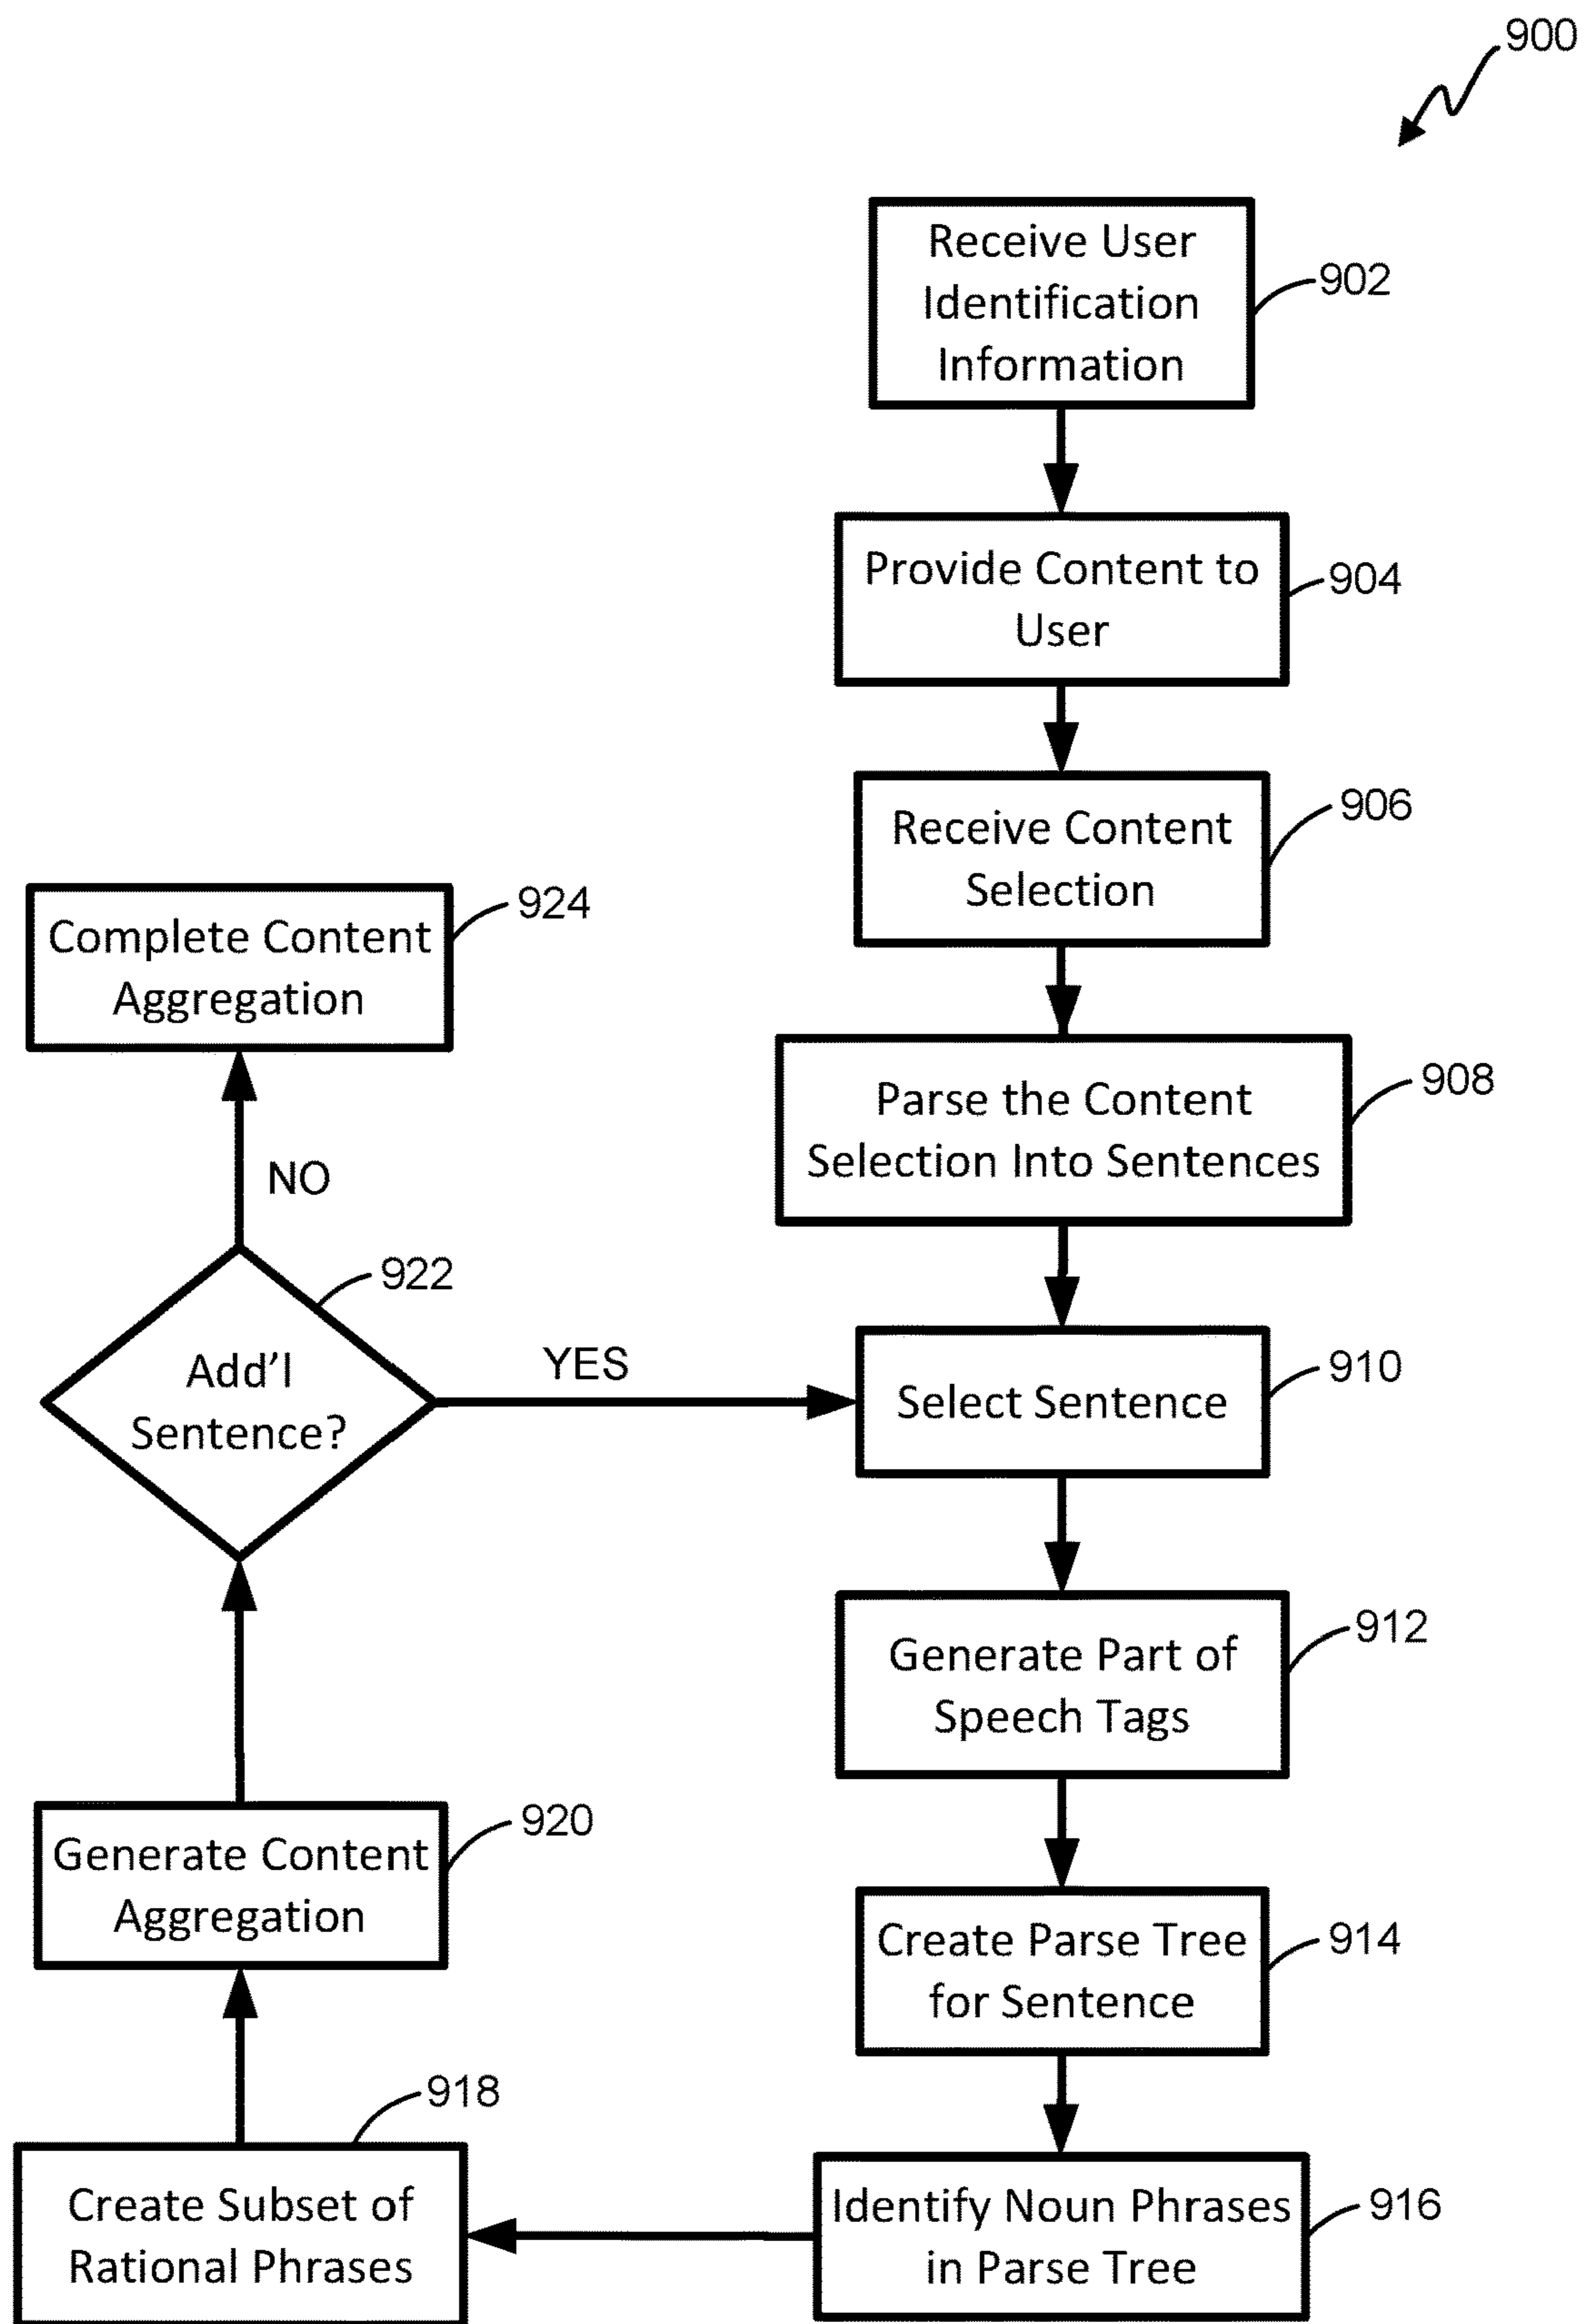 900
Receive User
Identification
Information
902
Provide Content to
User
904
Receive Content
Selection
906
Parse the Content
Selection Into Sentences
908
Select Sentence
910
Generate Part of
Speech Tags
912
Create Parse Tree
for Sentence
914
Identify Noun Phrases
in Parse Tree
916
Create Subset of
Rational Phrases
918
Generate Content
Aggregation
920
Add'l
Sentence?
922
YES
NO
Complete Content
Aggregation
924